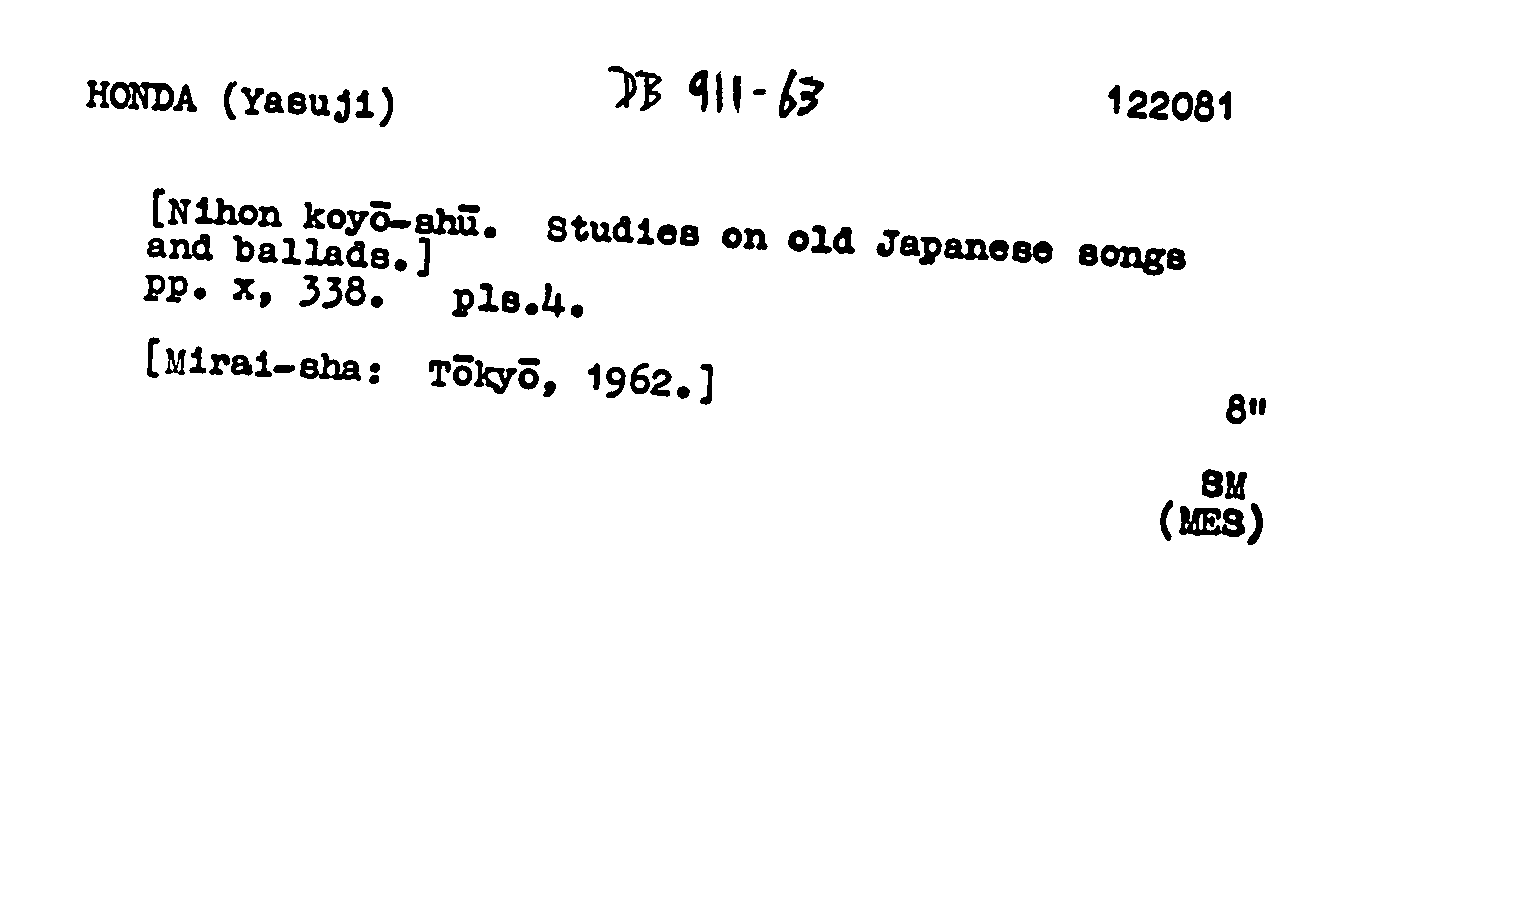 HONDA (Yasuji) DB 911-63 122081
[Nihon koyō-shū. Studies on old Japanese songs
and ballads.]
pp. x, 338. pls.4.
[Mirai-sha: Tōkyō, 1962.]
8"
SM
(MES)